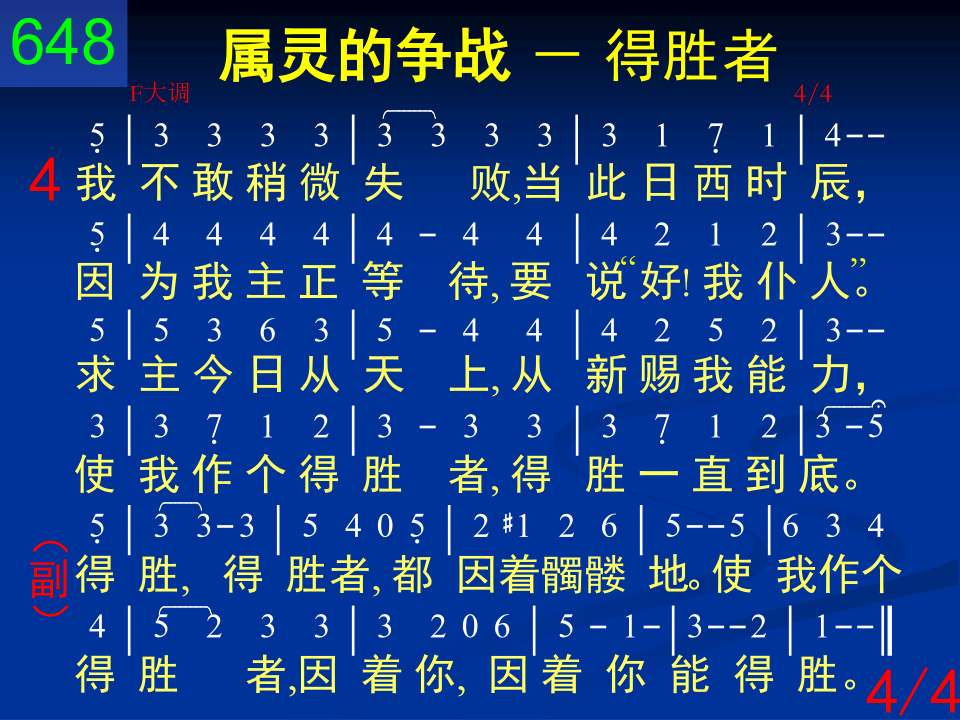 648
属灵的争战 － 得胜者
F大调 4/4
5̣ | 3 3 3 3 | 3 3 3 3 | 3 1 7̣ 1 | 4--
4 我 不 敢 稍 微 失 败,当 此 日 西 时 辰，
5̣ | 4 4 4 4 | 4 - 4 4 | 4 2 1 2 | 3--
因 为 我 主 正 等 待, 要 说“好! 我 仆 人”。
5 | 5 3 6 3 | 5 - 4 4 | 4 2 5 2 | 3--
求 主 今 日 从 天 上, 从 新 赐 我 能 力，
3 | 3 7̣ 1 2 | 3 - 3 3 | 3 7̣ 1 2 | 3 -5
使 我 作 个 得 胜 者, 得 胜 一 直 到 底。
5̣ | 3 3-3 | 5 4 0 5̣ | 2 #1 2 6 | 5--5 | 6 3 4
（副） 得 胜, 得 胜者, 都 因着髑髅 地。使 我作个
4 | 5 2 3 3 | 3 2 0 6 | 5 - 1- | 3--2 | 1--‖
得 胜 者,因 着 你, 因 着 你 能 得 胜。
4/4